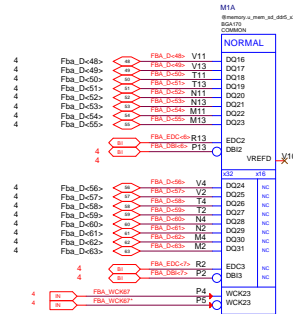 M1A
@memory.u_mem_sd_ddr5_x
BGA170
COMMON
NORMAL
4 Fba_D<48> 48 FBA_D<48> V11 DQ16
4 Fba_D<49> 49 FBA_D<49> V13 DQ17
4 Fba_D<50> 50 FBA_D<50> T11 DQ18
4 Fba_D<51> 51 FBA_D<51> T13 DQ19
4 Fba_D<52> 52 FBA_D<52> N11 DQ20
4 Fba_D<53> 53 FBA_D<53> N13 DQ21
4 Fba_D<54> 54 FBA_D<54> M11 DQ22
4 Fba_D<55> 55 FBA_D<55> M13 DQ23
4 BI FBA_EDC<6> R13 EDC2
4 BI FBA_DBI<6> P13 DBI2
VREFD
x32 x16
4 Fba_D<56> 56 FBA_D<56> V4 DQ24 NC
4 Fba_D<57> 57 FBA_D<57> V2 DQ25 NC
4 Fba_D<58> 58 FBA_D<58> T4 DQ26 NC
4 Fba_D<59> 59 FBA_D<59> T2 DQ27 NC
4 Fba_D<60> 60 FBA_D<60> N4 DQ28 NC
4 Fba_D<61> 61 FBA_D<61> N2 DQ29 NC
4 Fba_D<62> 62 FBA_D<62> M4 DQ30 NC
4 Fba_D<63> 63 FBA_D<63> M2 DQ31 NC
4 BI FBA_EDC<7> R2 EDC3 NC
4 BI FBA_DBI<7> P2 DBI3 NC
4 IN FBA_WCK67 P4 WCK23
4 IN FBA_WCK67* P5 WCK23